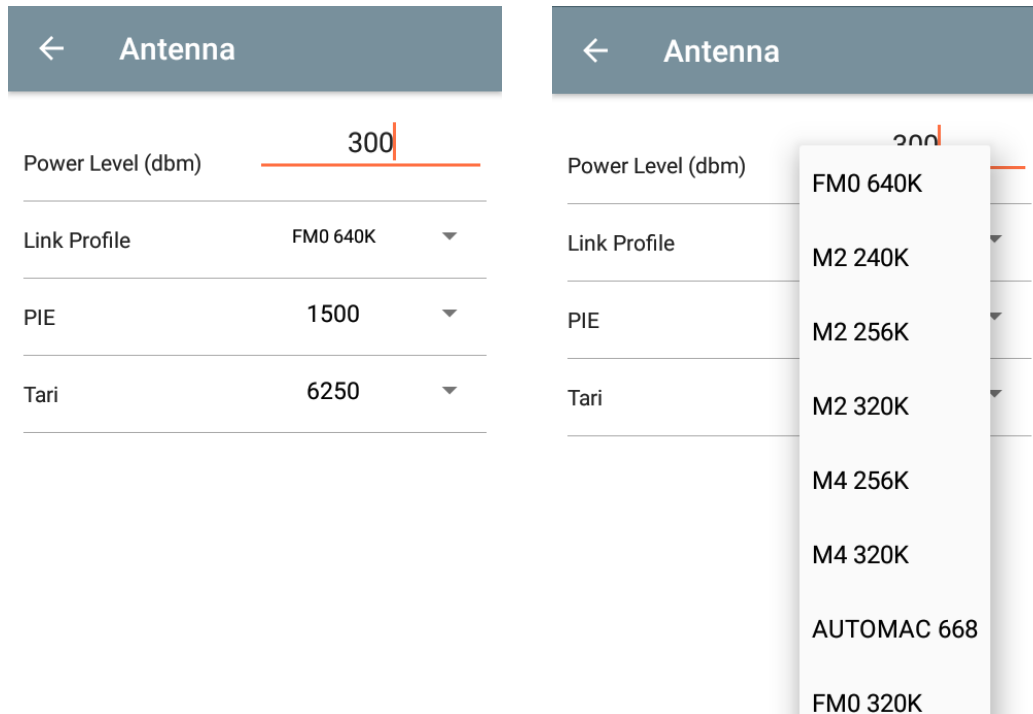 Antenna
Power Level (dbm) 300
Link Profile FM0 640K
PIE 1500
Tari 6250
Antenna
Power Level (dbm) 300
Link Profile
PIE
Tari
FM0 640K
M2 240K
M2 256K
M2 320K
M4 256K
M4 320K
AUTOMAC 668
FM0 320K